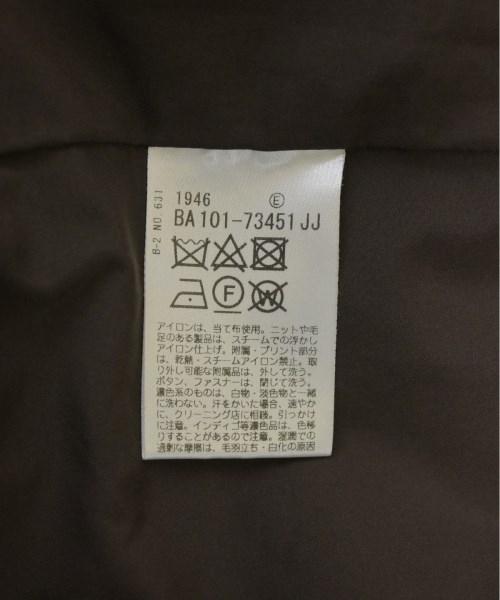 B-2 NO. 631
1946 Ⓔ
BA101-73451JJ
F W
アイロンは、当て布使用。ニットや毛
足のある製品は、スチームでの浮かし
アイロン仕上げ。附属・プリント部分
は、乾熱・スチームアイロン禁止。取
り外し可能な附属品は、外して洗う。
ボタン、ファスナーは、閉じて洗う。
濃色系のものは、白物・淡色物と一緒
に洗わない。汗をかいた場合、速やか
に、クリーニング店に相談。引っかけ
に注意。インディゴ等濃色品は、色移
りすることがあるので注意。湿潤での
過剰な摩擦は、毛羽立ち・白化の原因